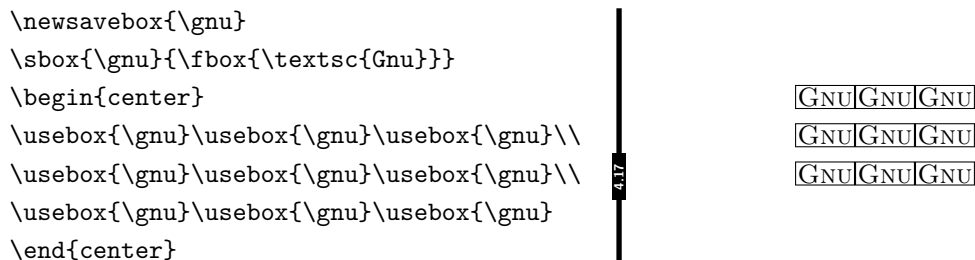 \newsavebox{\gnu}
\sbox{\gnu}{\fbox{\textsc{Gnu}}}
\begin{center}
\usebox{\gnu}\usebox{\gnu}\usebox{\gnu}\\
\usebox{\gnu}\usebox{\gnu}\usebox{\gnu}\\
\usebox{\gnu}\usebox{\gnu}\usebox{\gnu}
\end{center}
4.17
GNU GNU GNU
GNU GNU GNU
GNU GNU GNU